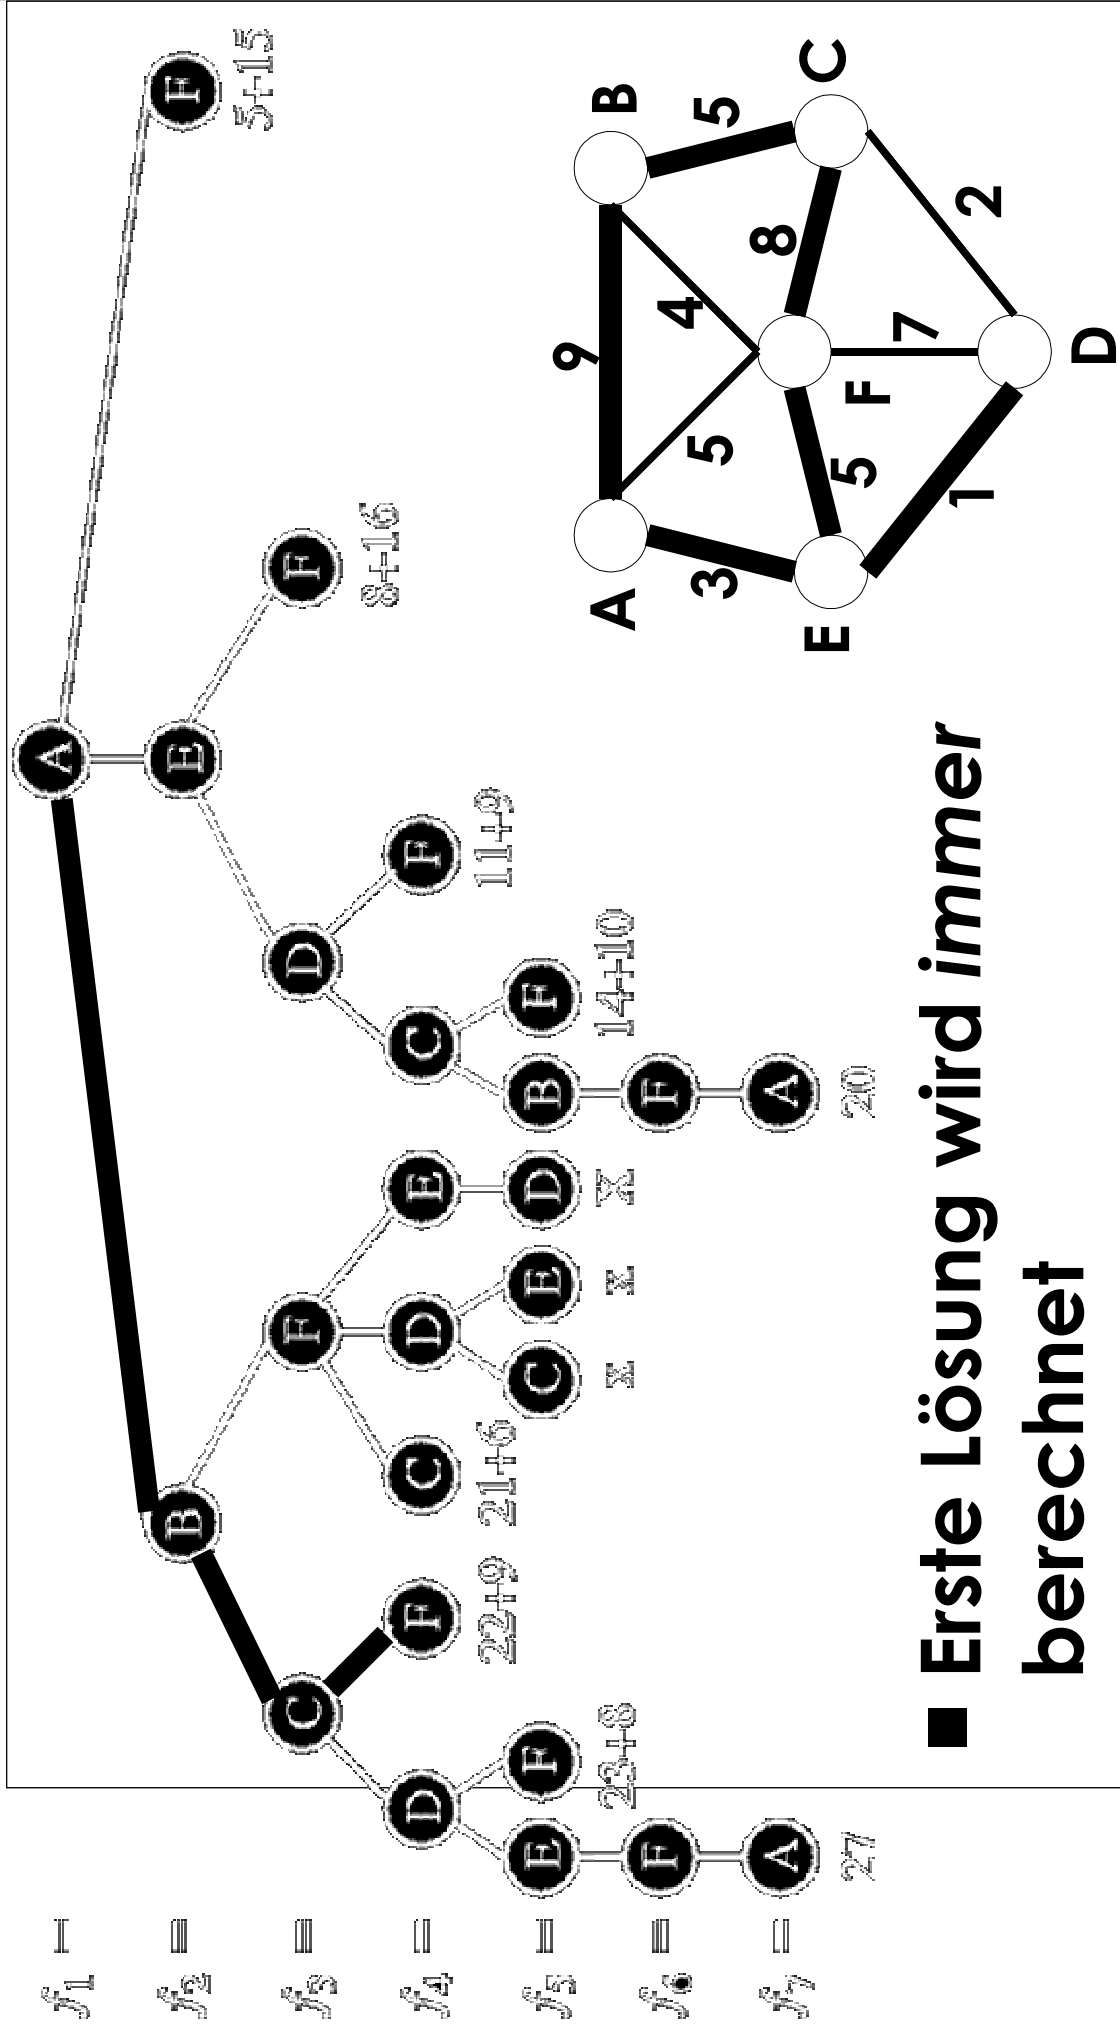 f1 =
f2 =
f3 =
f4 =
f5 =
f6 =
f7 =
A
B E F
5+15
C F D F
8+16
D F C D E C F
22+9 21+6 11+9
E F C E D B F
23+8 x x x 14+10
F F
A A
27 20
A 9 B
3 5 4 5
E 5 F 8 C
1 7 2
D
■ Erste Lösung wird immer
berechnet